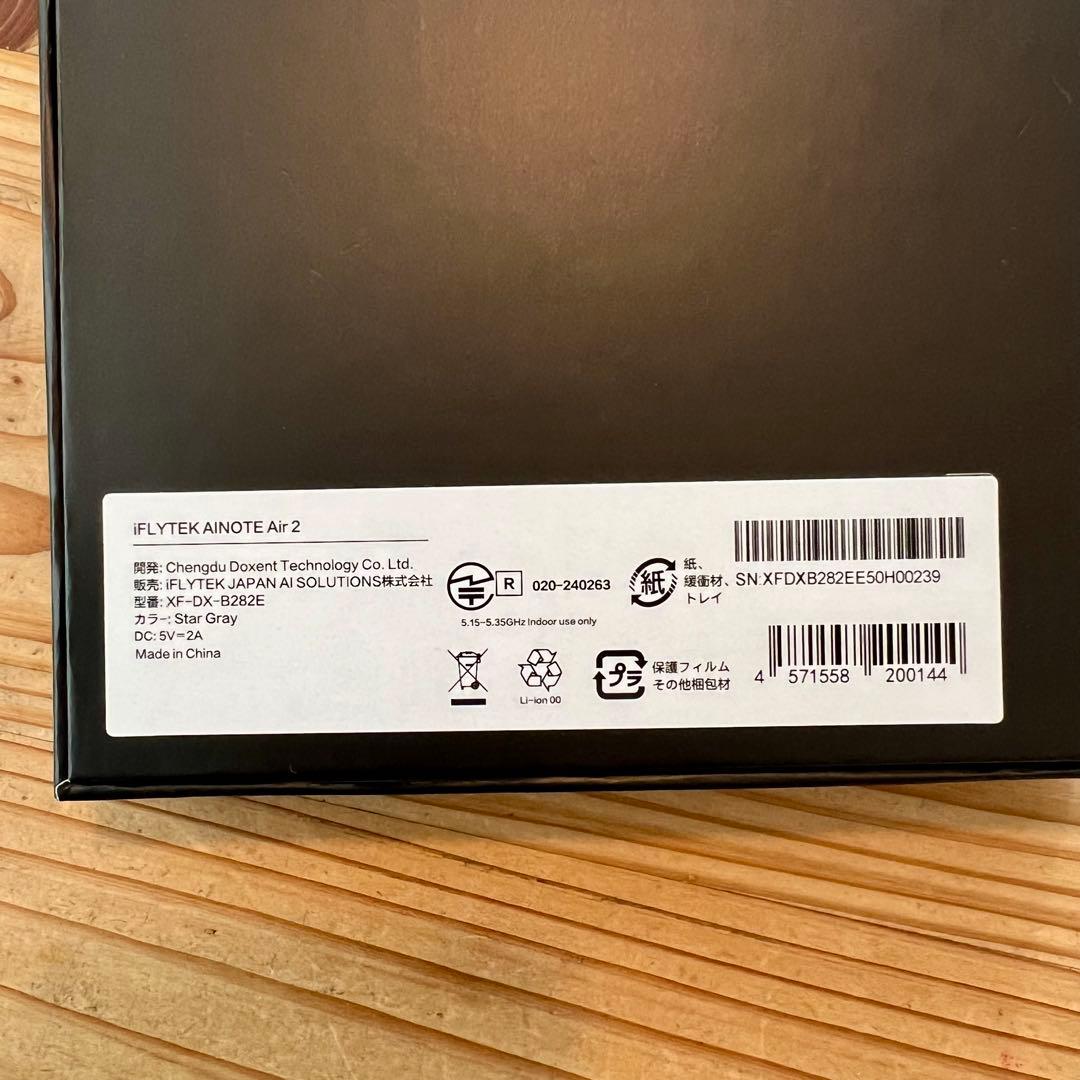 iFLYTEK AINOTE Air 2
開発: Chengdu Doxent Technology Co. Ltd.
販売: iFLYTEK JAPAN AI SOLUTIONS株式会社
型番: XF-DX-B282E
カラー: Star Gray
DC: 5V=2A
Made in China
R 020-240263
5.15-5.35GHz Indoor use only
紙
紙、
緩衝材、
トレイ
Li-ion 00
プラ
保護フィルム
その他梱包材
SN:XFDXB282EE50H00239
4 571558 200144